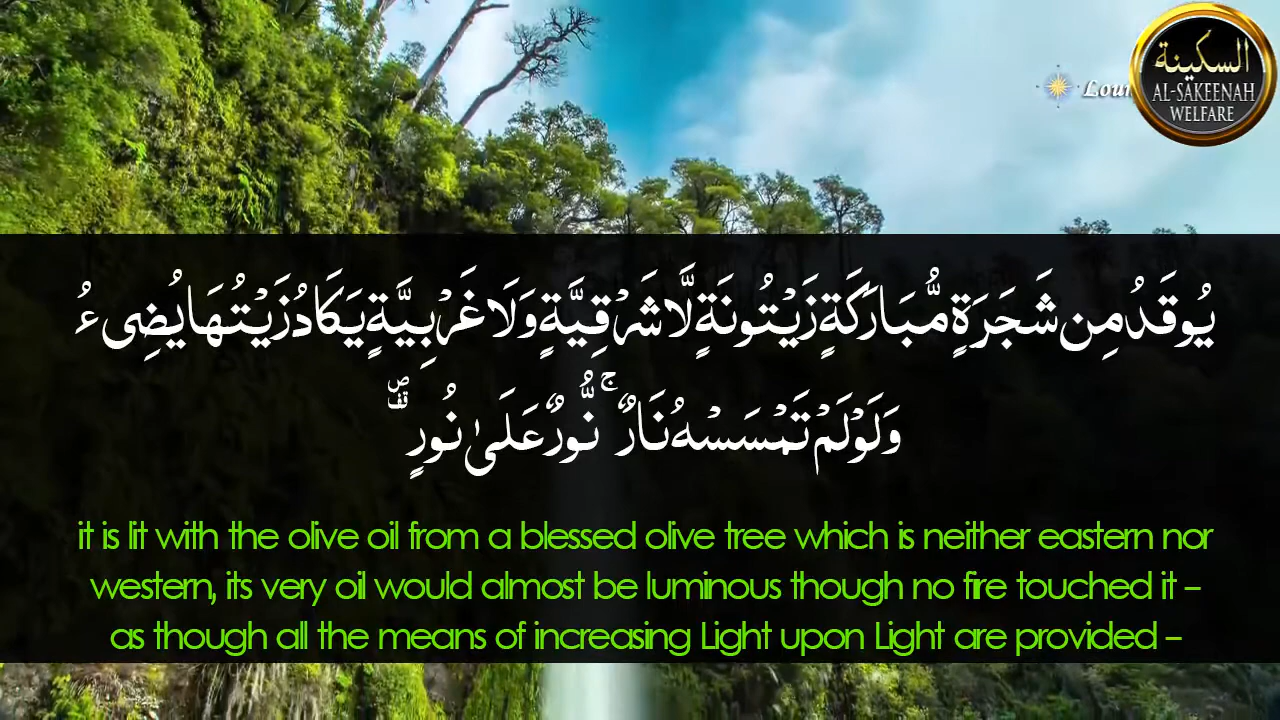 السكينة
AL-SAKEENAH
WELFARE
يُوقَدُ مِن شَجَرَةٍ مُّبَارَكَةٍ زَيْتُونَةٍ لَّا شَرْقِيَّةٍ وَلَا غَرْبِيَّةٍ يَكَادُ زَيْتُهَا يُضِىءُ
وَلَوْ لَمْ تَمْسَسْهُ نَارٌ ۚ نُّورٌ عَلَىٰ نُورٍ ۗ
it is lit with the olive oil from a blessed olive tree which is neither eastern nor
western, its very oil would almost be luminous though no fire touched it –
as though all the means of increasing Light upon Light are provided –